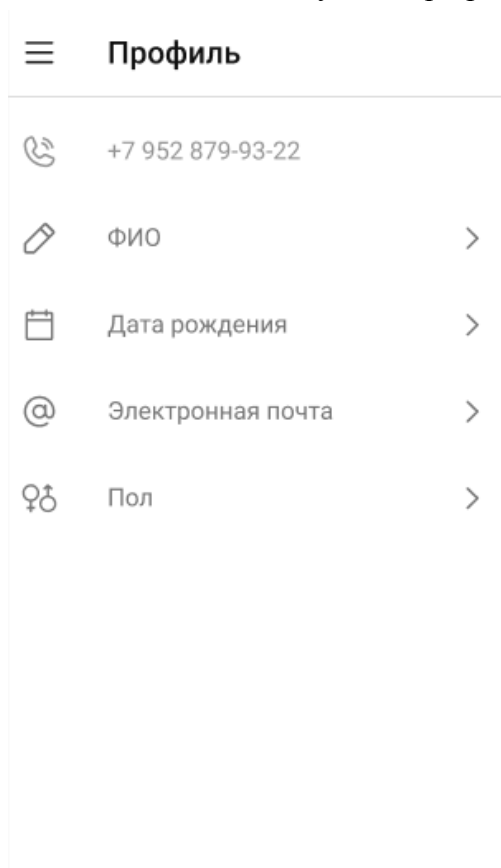 Профиль
+7 952 879-93-22
ФИО
Дата рождения
Электронная почта
Пол